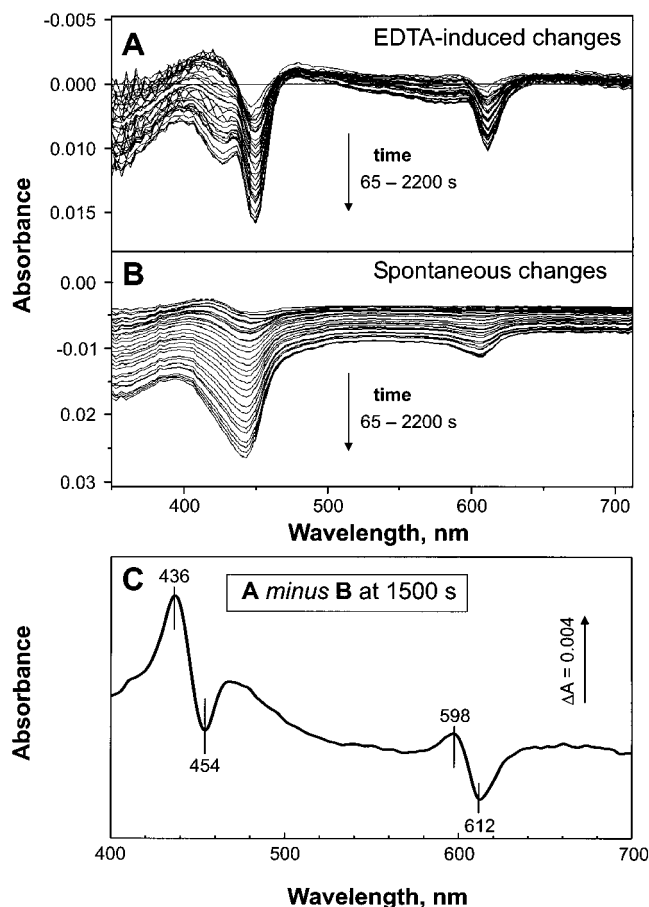 -0.005
A
EDTA-induced changes
0.000
time
65 – 2200 s
0.010
0.015
Absorbance
B
Spontaneous changes
0.00
-0.01
time
65 – 2200 s
0.02
0.03
400
500
600
700
Wavelength, nm
C
436
A minus B at 1500 s
ΔA = 0.004
598
454
612
Absorbance
400
500
600
700
Wavelength, nm